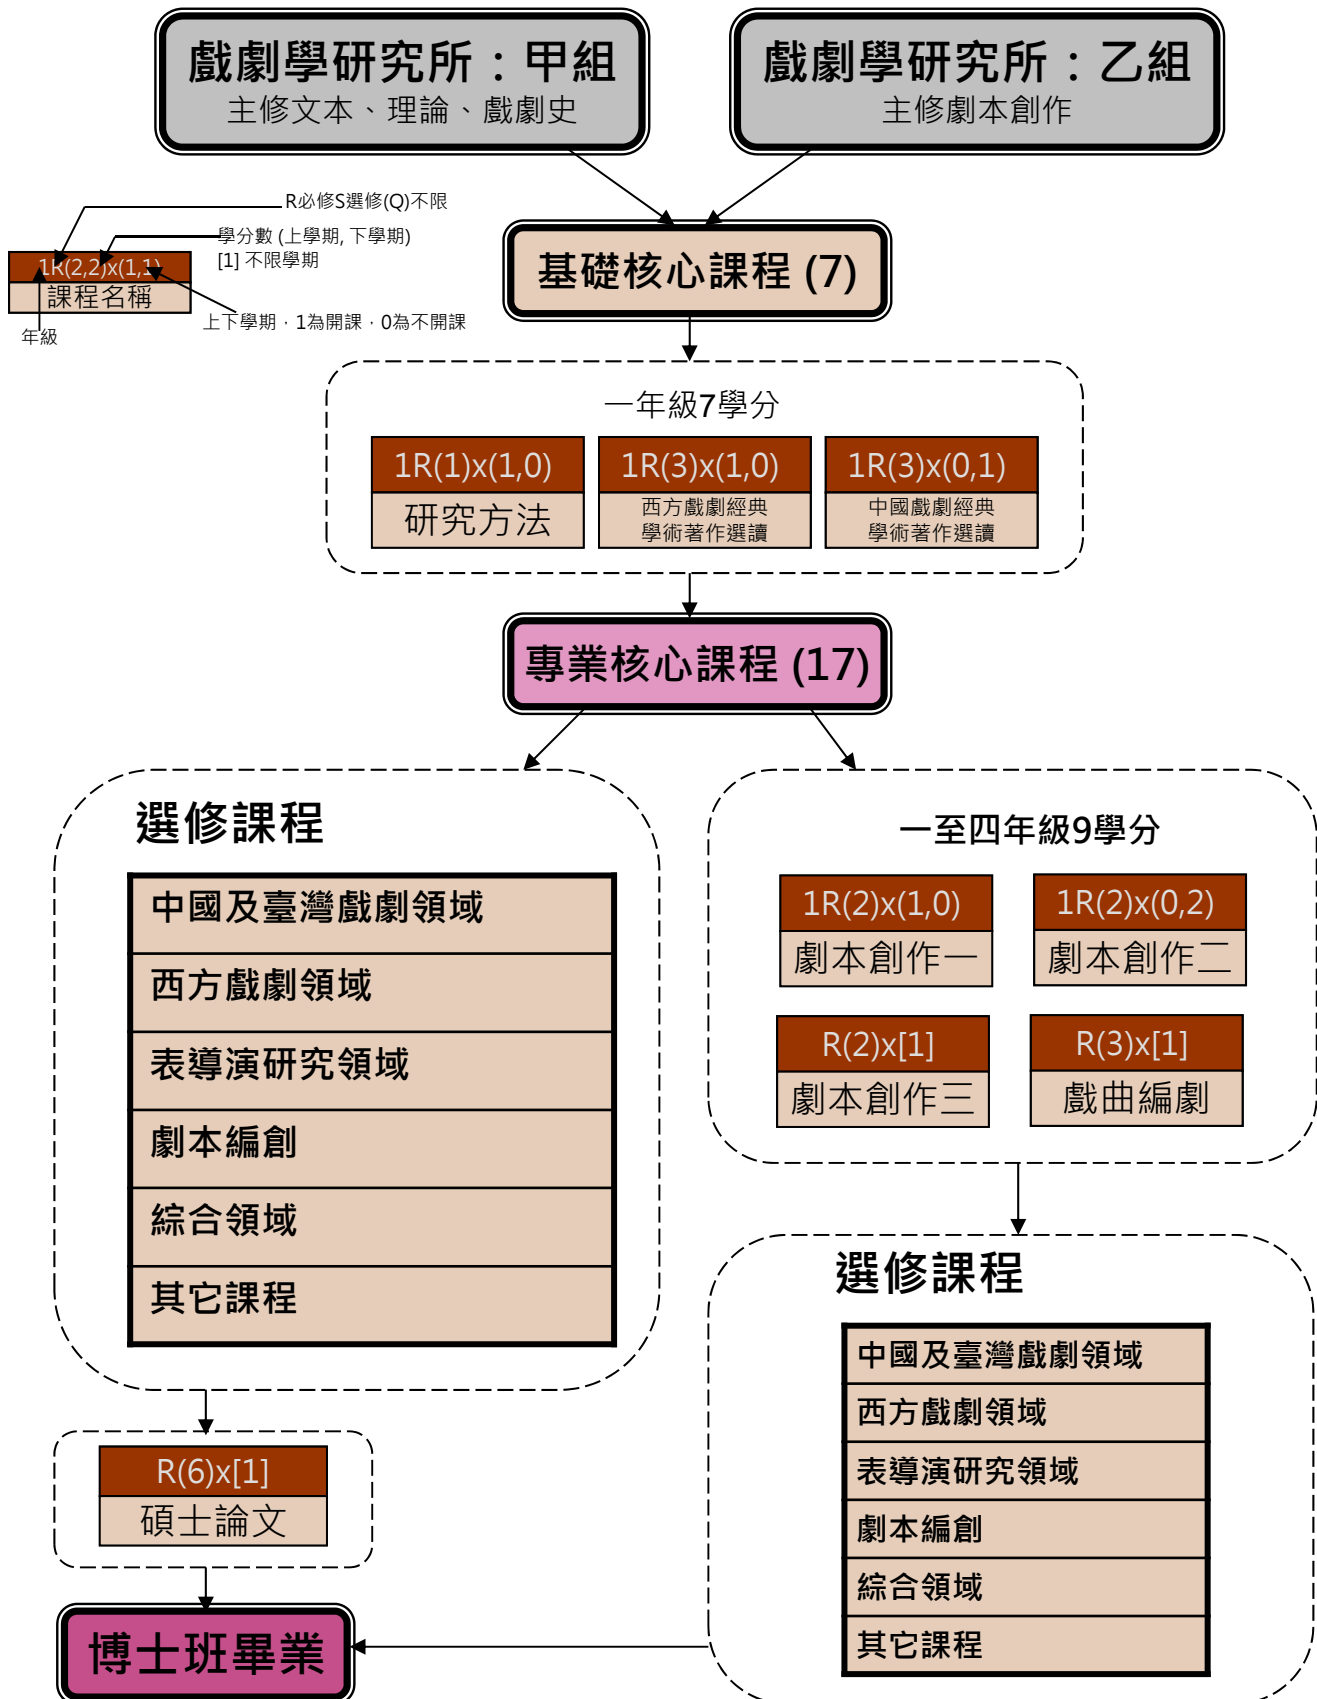 戲劇學研究所：甲組
主修文本、理論、戲劇史
戲劇學研究所：乙組
主修劇本創作
R必修S選修(Q)不限
學分數 (上學期, 下學期)
[1] 不限學期
1R(2,2)x(1,1)
課程名稱
上下學期，1為開課，0為不開課
年級
基礎核心課程 (7)
一年級7學分
1R(1)x(1,0)
研究方法
1R(3)x(1,0)
西方戲劇經典
學術著作選讀
1R(3)x(0,1)
中國戲劇經典
學術著作選讀
專業核心課程 (17)
選修課程
中國及臺灣戲劇領域
西方戲劇領域
表導演研究領域
劇本編創
綜合領域
其它課程
一至四年級9學分
1R(2)x(1,0)
劇本創作一
1R(2)x(0,2)
劇本創作二
R(2)x[1]
劇本創作三
R(3)x[1]
戲曲編劇
選修課程
中國及臺灣戲劇領域
西方戲劇領域
表導演研究領域
劇本編創
綜合領域
其它課程
R(6)x[1]
碩士論文
博士班畢業